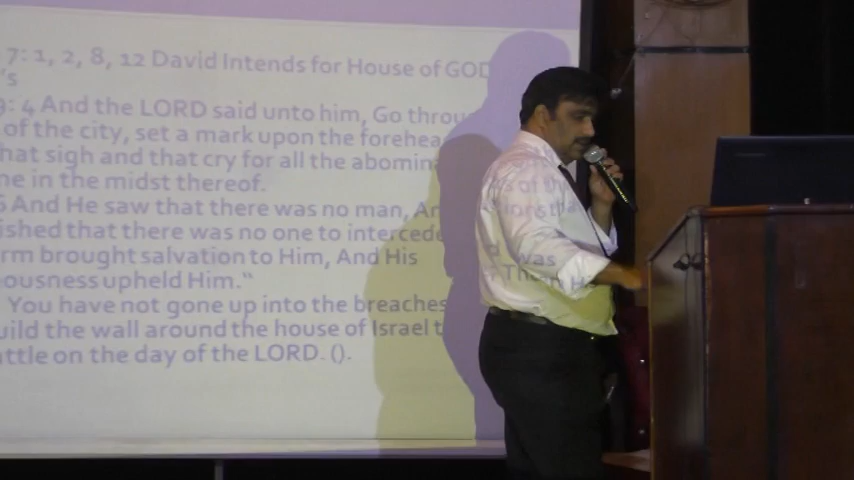 7: 1, 2, 8, 12 David Intends for House of GOD
's
9: 4 And the LORD said unto him, Go throu
of the city, set a mark upon the forehea
hat sigh and that cry for all the abomin
ne in the midst thereof.
6 And He saw that there was no man, An
ished that there was no one to intercede
rm brought salvation to Him, And His
ousness upheld Him."
You have not gone up into the breaches
uild the wall around the house of Israel t
attle on the day of the LORD. ().